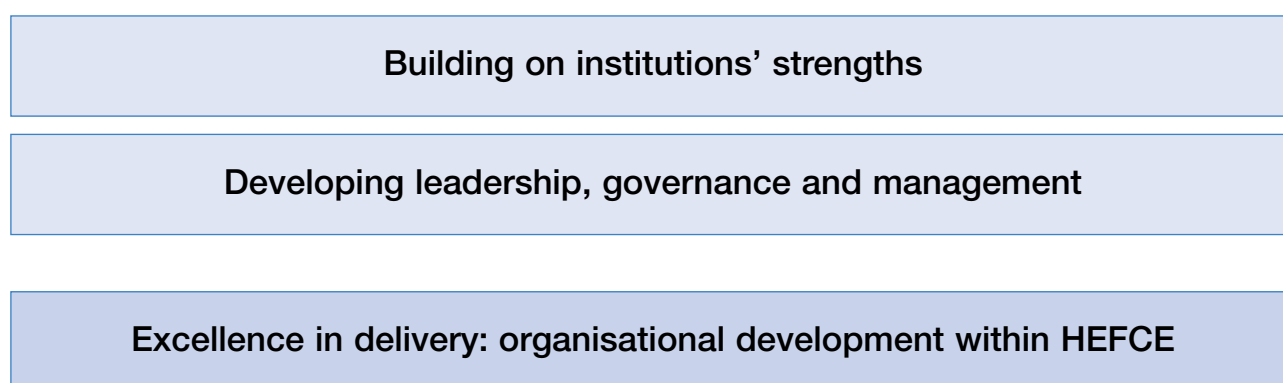 Building on institutions’ strengths
Developing leadership, governance and management
Excellence in delivery: organisational development within HEFCE